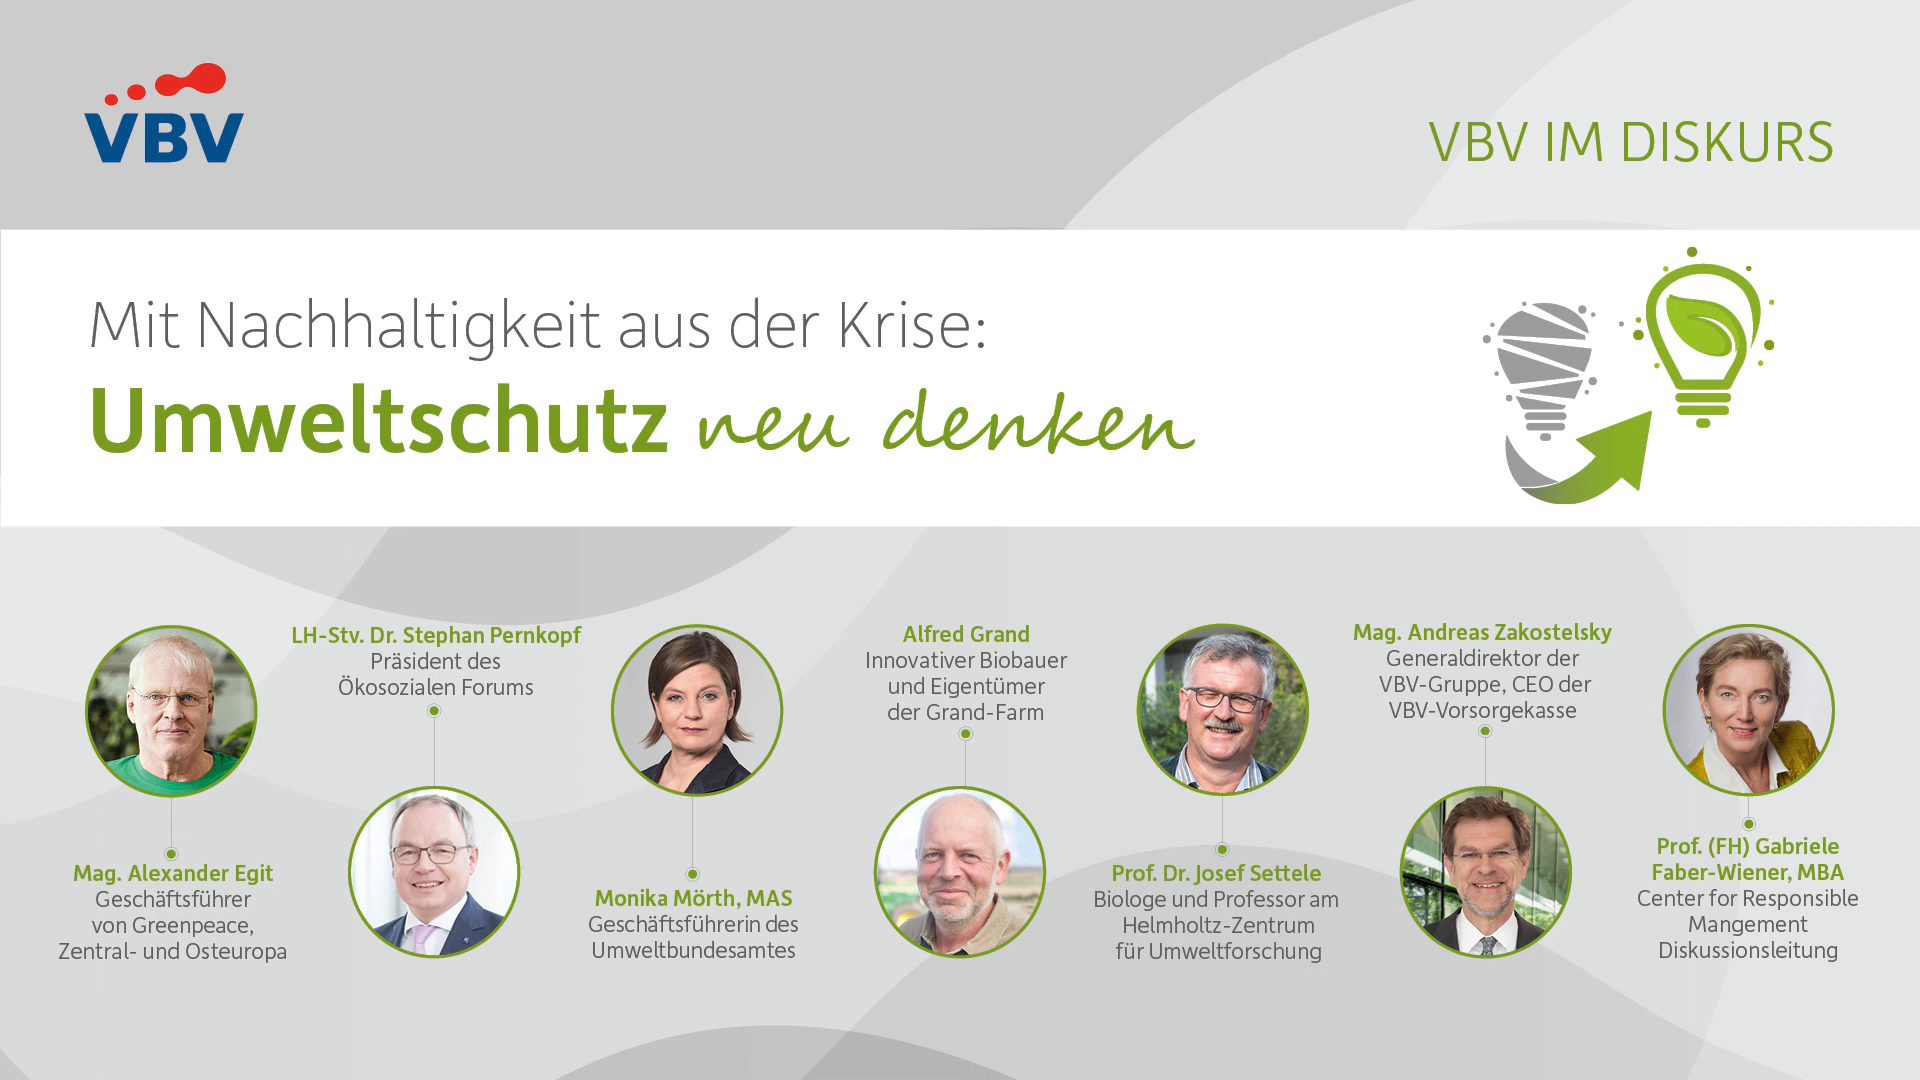 VBV
VBV IM DISKURS
Mit Nachhaltigkeit aus der Krise:
Umweltschutz neu denken
Mag. Alexander Egit
Geschäftsführer
von Greenpeace,
Zentral- und Osteuropa
LH-Stv. Dr. Stephan Pernkopf
Präsident des
Ökosozialen Forums
Monika Mörth, MAS
Geschäftsführerin des
Umweltbundesamtes
Alfred Grand
Innovativer Biobauer
und Eigentümer
der Grand-Farm
Prof. Dr. Josef Settele
Biologe und Professor am
Helmholtz-Zentrum
für Umweltforschung
Mag. Andreas Zakostelsky
Generaldirektor der
VBV-Gruppe, CEO der
VBV-Vorsorgekasse
Prof. (FH) Gabriele
Faber-Wiener, MBA
Center for Responsible
Mangement
Diskussionsleitung